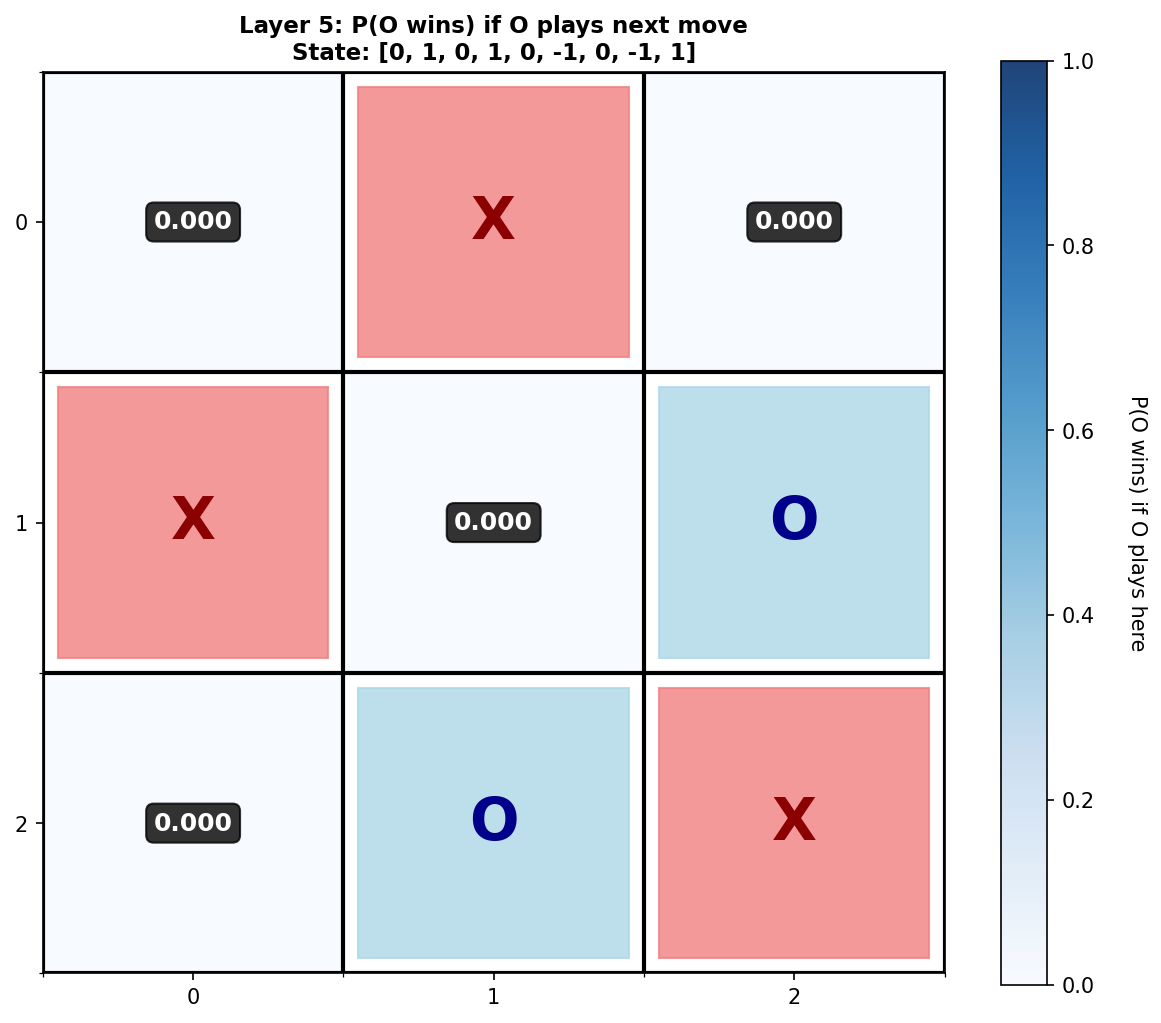 Layer 5: P(O wins) if O plays next move
State: [0, 1, 0, 1, 0, -1, 0, -1, 1]
0
0.000
X
0.000
1
X
0.000
O
2
0.000
O
X
0
1
2
1.0
0.8
0.6
0.4
0.2
0.0
P(O wins) if O plays here